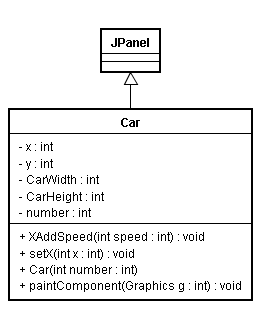 JPanel
Car
- x : int
- y : int
- CarWidth : int
- CarHeight : int
- number : int
+ XAddSpeed(int speed : int) : void
+ setX(int x : int) : void
+ Car(int number : int)
+ paintComponent(Graphics g : int) : void